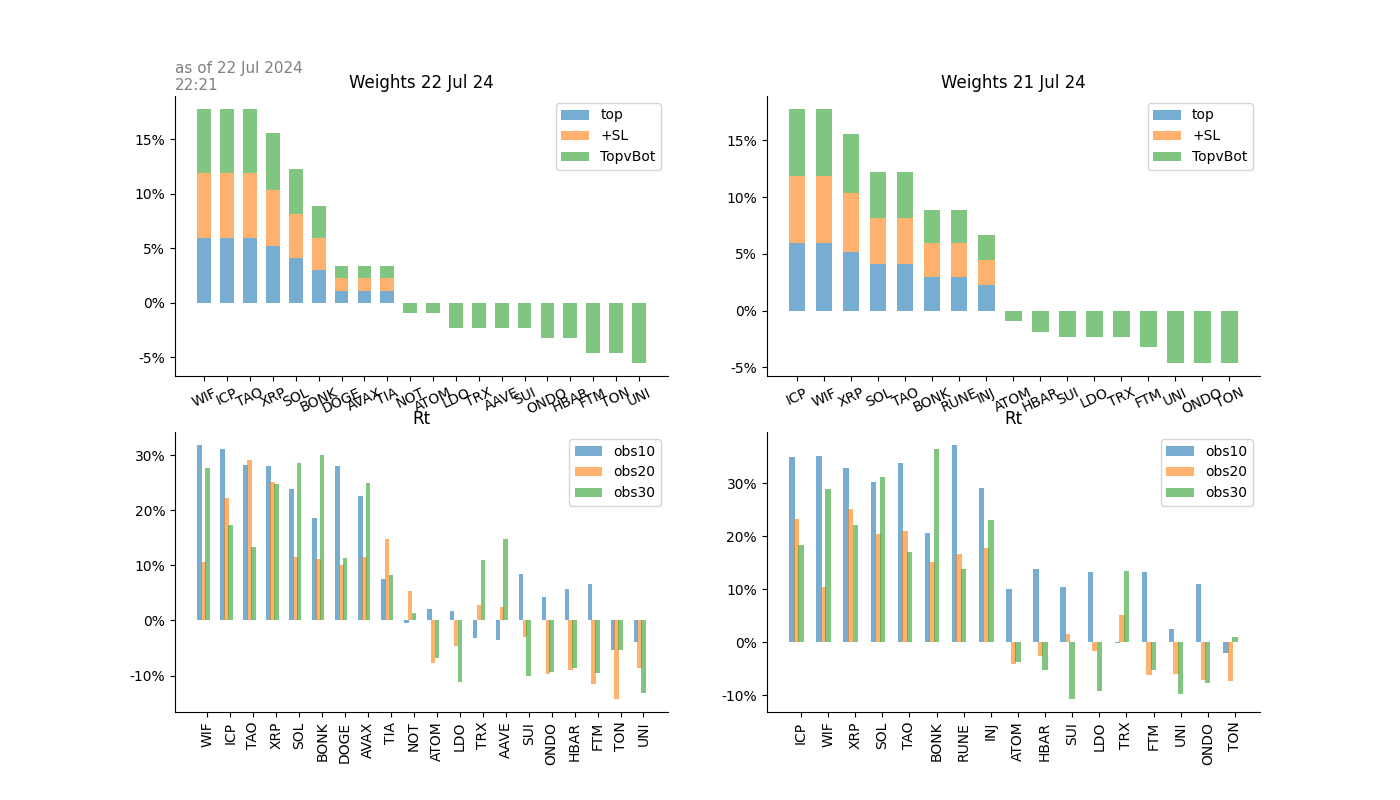 as of 22 Jul 2024
22:21
Weights 22 Jul 24
top
+SL
TopvBot
15%
10%
5%
0%
-5%
WIF ICP TAO XRP SOL BONK DOGE AVAX TIA NOT ATOM LDO TRX AAVE SUI ONDO HBAR FTM TON UNI
Weights 21 Jul 24
top
+SL
TopvBot
15%
10%
5%
0%
-5%
ICP WIF XRP SOL TAO BONK RUNE INJ ATOM HBAR SUI LDO TRX FTM UNI ONDO TON
Rt
obs10
obs20
obs30
30%
20%
10%
0%
-10%
WIF ICP TAO XRP SOL BONK DOGE AVAX TIA NOT ATOM LDO TRX AAVE SUI ONDO HBAR FTM TON UNI
Rt
obs10
obs20
obs30
30%
20%
10%
0%
-10%
ICP WIF XRP SOL TAO BONK RUNE INJ ATOM HBAR SUI LDO TRX FTM UNI ONDO TON